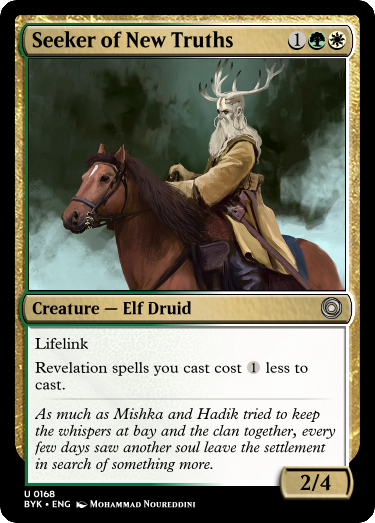 Seeker of New Truths 1
Creature — Elf Druid
Lifelink
Revelation spells you cast cost 1 less to
cast.
As much as Mishka and Hadik tried to keep
the whispers at bay and the clan together, every
few days saw another soul leave the settlement
in search of something more.
2/4
U 0168
BYK • ENG Mohammad Noureddini